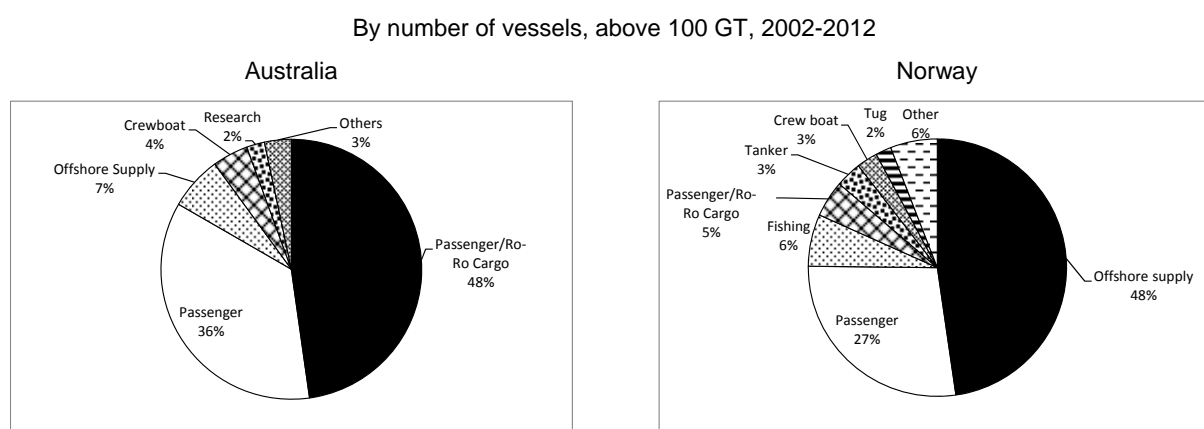 By number of vessels, above 100 GT, 2002-2012
Australia
Research
2%
Others
3%
Crewboat
4%
Offshore Supply
7%
Passenger/Ro-
Ro Cargo
48%
Passenger
36%
Norway
Tug
2%
Other
6%
Crew boat
3%
Tanker
3%
Passenger/Ro-
Ro Cargo
5%
Fishing
6%
Offshore supply
48%
Passenger
27%